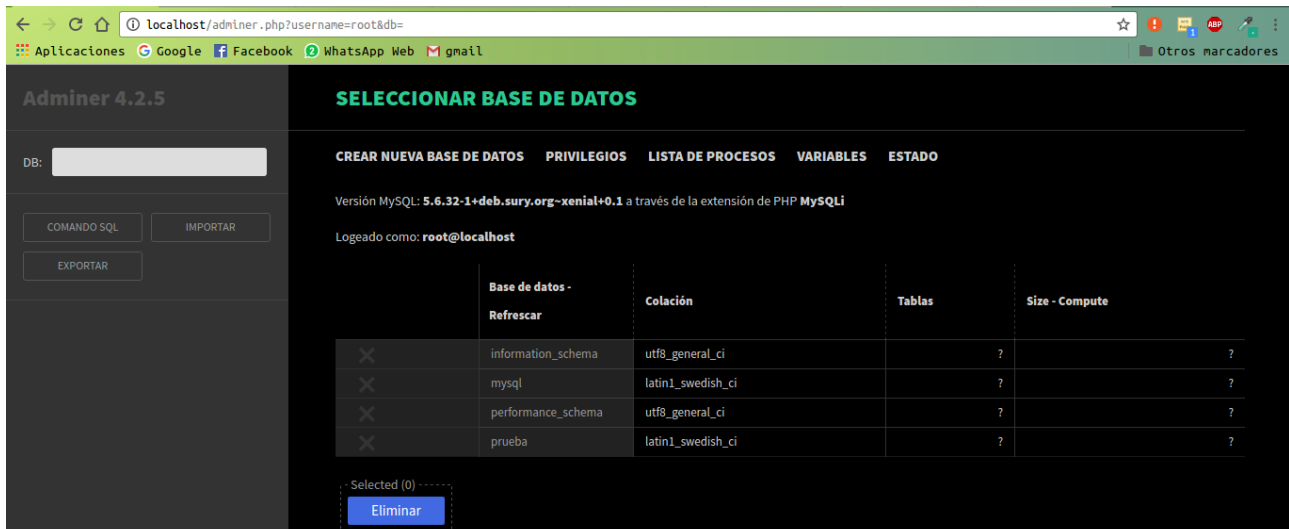 localhost/adminer.php?username=root&db=
Aplicaciones Google Facebook WhatsApp Web gmail Otros marcadores
Adminer 4.2.5
SELECCIONAR BASE DE DATOS
DB:
CREAR NUEVA BASE DE DATOS PRIVILEGIOS LISTA DE PROCESOS VARIABLES ESTADO
Versión MySQL: 5.6.32-1+deb.sury.org~xenial+0.1 a través de la extensión de PHP MySQLi
COMANDO SQL IMPORTAR
Logeado como: root@localhost
EXPORTAR
Base de datos - Refrescar Colación Tablas Size - Compute
information_schema utf8_general_ci ? ?
mysql latin1_swedish_ci ? ?
performance_schema utf8_general_ci ? ?
prueba latin1_swedish_ci ? ?
Selected (0)
Eliminar